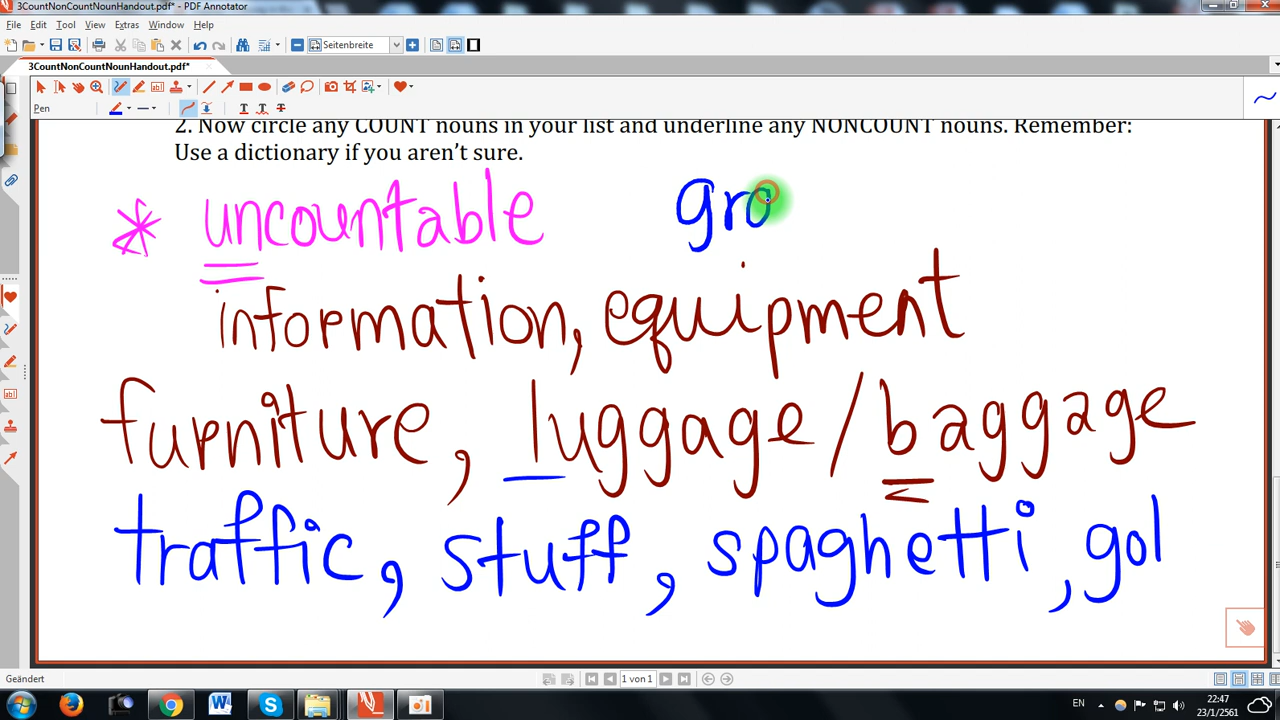 3CountNonCountNounHandout.pdf* - PDF Annotator
File Edit Tool View Extras Window Help
Seitenbreite
3CountNonCountNounHandout.pdf*
Pen
2. Now circle any COUNT nouns in your list and underline any NONCOUNT nouns. Remember:
Use a dictionary if you aren't sure.
* uncountable gro
information, equipment
furniture, luggage / baggage
traffic, stuff, spaghetti, gol
Geändert
1 von 1
EN
22:47
23/1/2561